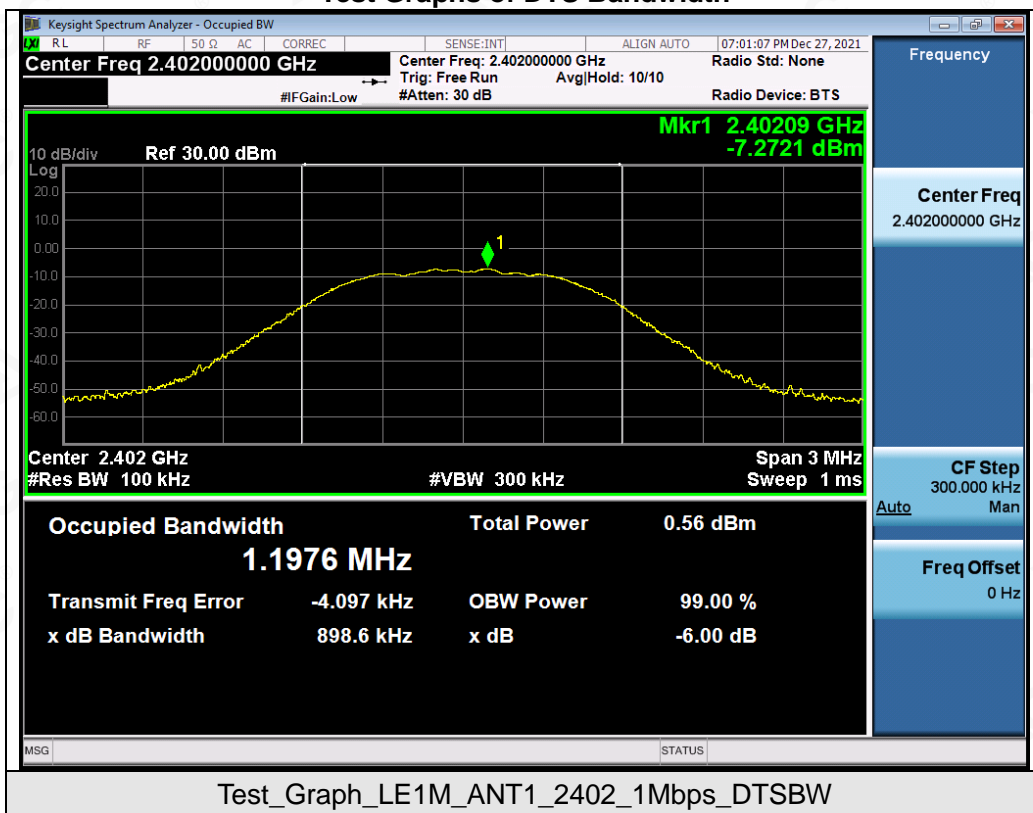 Test Graphs of DTS Bandwidth
Keysight Spectrum Analyzer - Occupied BW
LXI RL RF 50 Ω AC CORREC SENSE:INT ALIGN AUTO 07:01:07 PM Dec 27, 2021
Center Freq 2.402000000 GHz
Center Freq: 2.402000000 GHz
Radio Std: None
Trig: Free Run Avg|Hold: 10/10
#IFGain:Low #Atten: 30 dB Radio Device: BTS
Mkr1 2.40209 GHz
-7.2721 dBm
10 dB/div Ref 30.00 dBm
Log
20.0
10.0
0.00
-10.0
-20.0
-30.0
-40.0
-50.0
-60.0
1
Center 2.402 GHz Span 3 MHz
#Res BW 100 kHz #VBW 300 kHz Sweep 1 ms
Occupied Bandwidth Total Power 0.56 dBm
1.1976 MHz
Transmit Freq Error -4.097 kHz OBW Power 99.00 %
x dB Bandwidth 898.6 kHz x dB -6.00 dB
MSG STATUS
Frequency
Center Freq
2.402000000 GHz
CF Step
300.000 kHz
Auto Man
Freq Offset
0 Hz
Test_Graph_LE1M_ANT1_2402_1Mbps_DTSBW